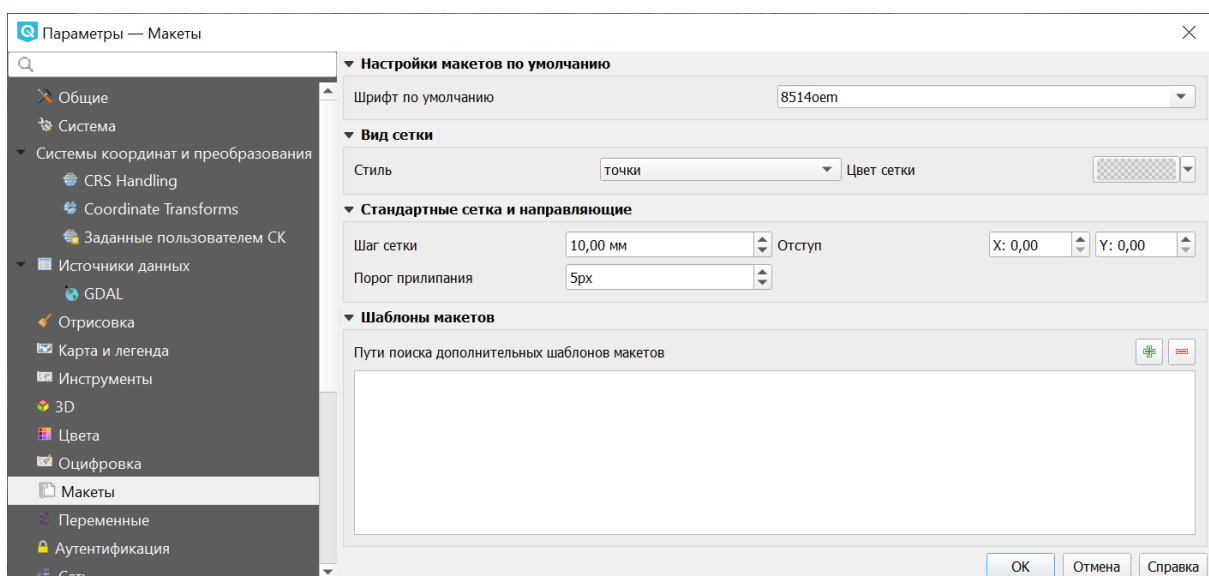 Параметры — Макеты
Общие
Система
Системы координат и преобразования
CRS Handling
Coordinate Transforms
Заданные пользователем СК
Источники данных
GDAL
Отрисовка
Карта и легенда
Инструменты
3D
Цвета
Оцифровка
Макеты
Переменные
Аутентификация
Настройки макетов по умолчанию
Шрифт по умолчанию 8514oem
Вид сетки
Стиль точки Цвет сетки
Стандартные сетка и направляющие
Шаг сетки 10,00 мм Отступ X: 0,00 Y: 0,00
Порог прилипания 5px
Шаблоны макетов
Пути поиска дополнительных шаблонов макетов
OK Отмена Справка